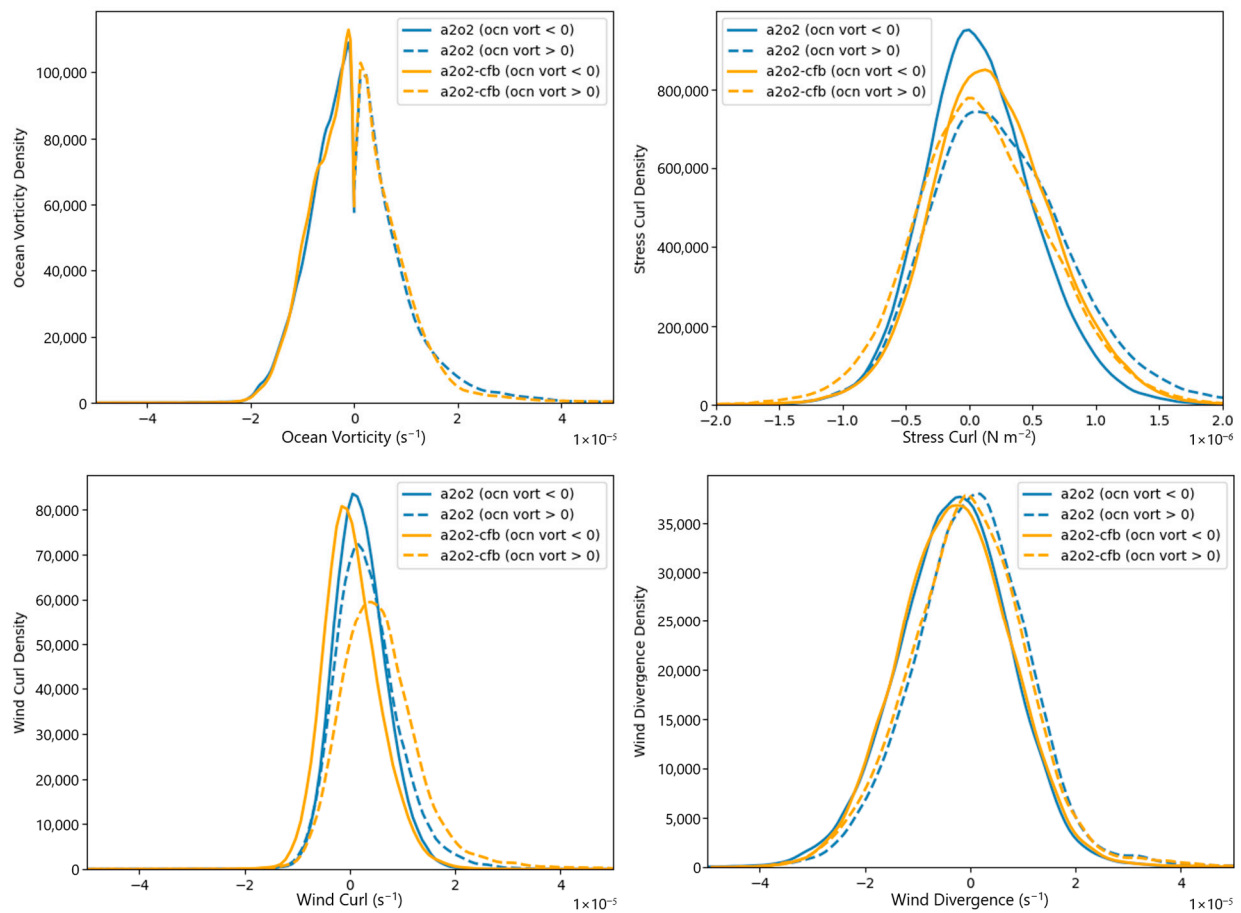 a2o2 (ocn vort < 0)
a2o2 (ocn vort > 0)
a2o2-cfb (ocn vort < 0)
a2o2-cfb (ocn vort > 0)
Ocean Vorticity Density
100,000
80,000
60,000
40,000
20,000
0
−4
−2
0
2
4
Ocean Vorticity (s⁻¹)
1×10⁻⁵
a2o2 (ocn vort < 0)
a2o2 (ocn vort > 0)
a2o2-cfb (ocn vort < 0)
a2o2-cfb (ocn vort > 0)
Stress Curl Density
800,000
600,000
400,000
200,000
0
−2.0
−1.5
−1.0
−0.5
0.0
0.5
1.0
1.5
2.0
Stress Curl (N m⁻²)
1×10⁻⁶
a2o2 (ocn vort < 0)
a2o2 (ocn vort > 0)
a2o2-cfb (ocn vort < 0)
a2o2-cfb (ocn vort > 0)
Wind Curl Density
80,000
70,000
60,000
50,000
40,000
30,000
20,000
10,000
0
−4
−2
0
2
4
Wind Curl (s⁻¹)
1×10⁻⁵
a2o2 (ocn vort < 0)
a2o2 (ocn vort > 0)
a2o2-cfb (ocn vort < 0)
a2o2-cfb (ocn vort > 0)
Wind Divergence Density
35,000
30,000
25,000
20,000
15,000
10,000
5,000
0
−4
−2
0
2
4
Wind Divergence (s⁻¹)
1×10⁻⁵